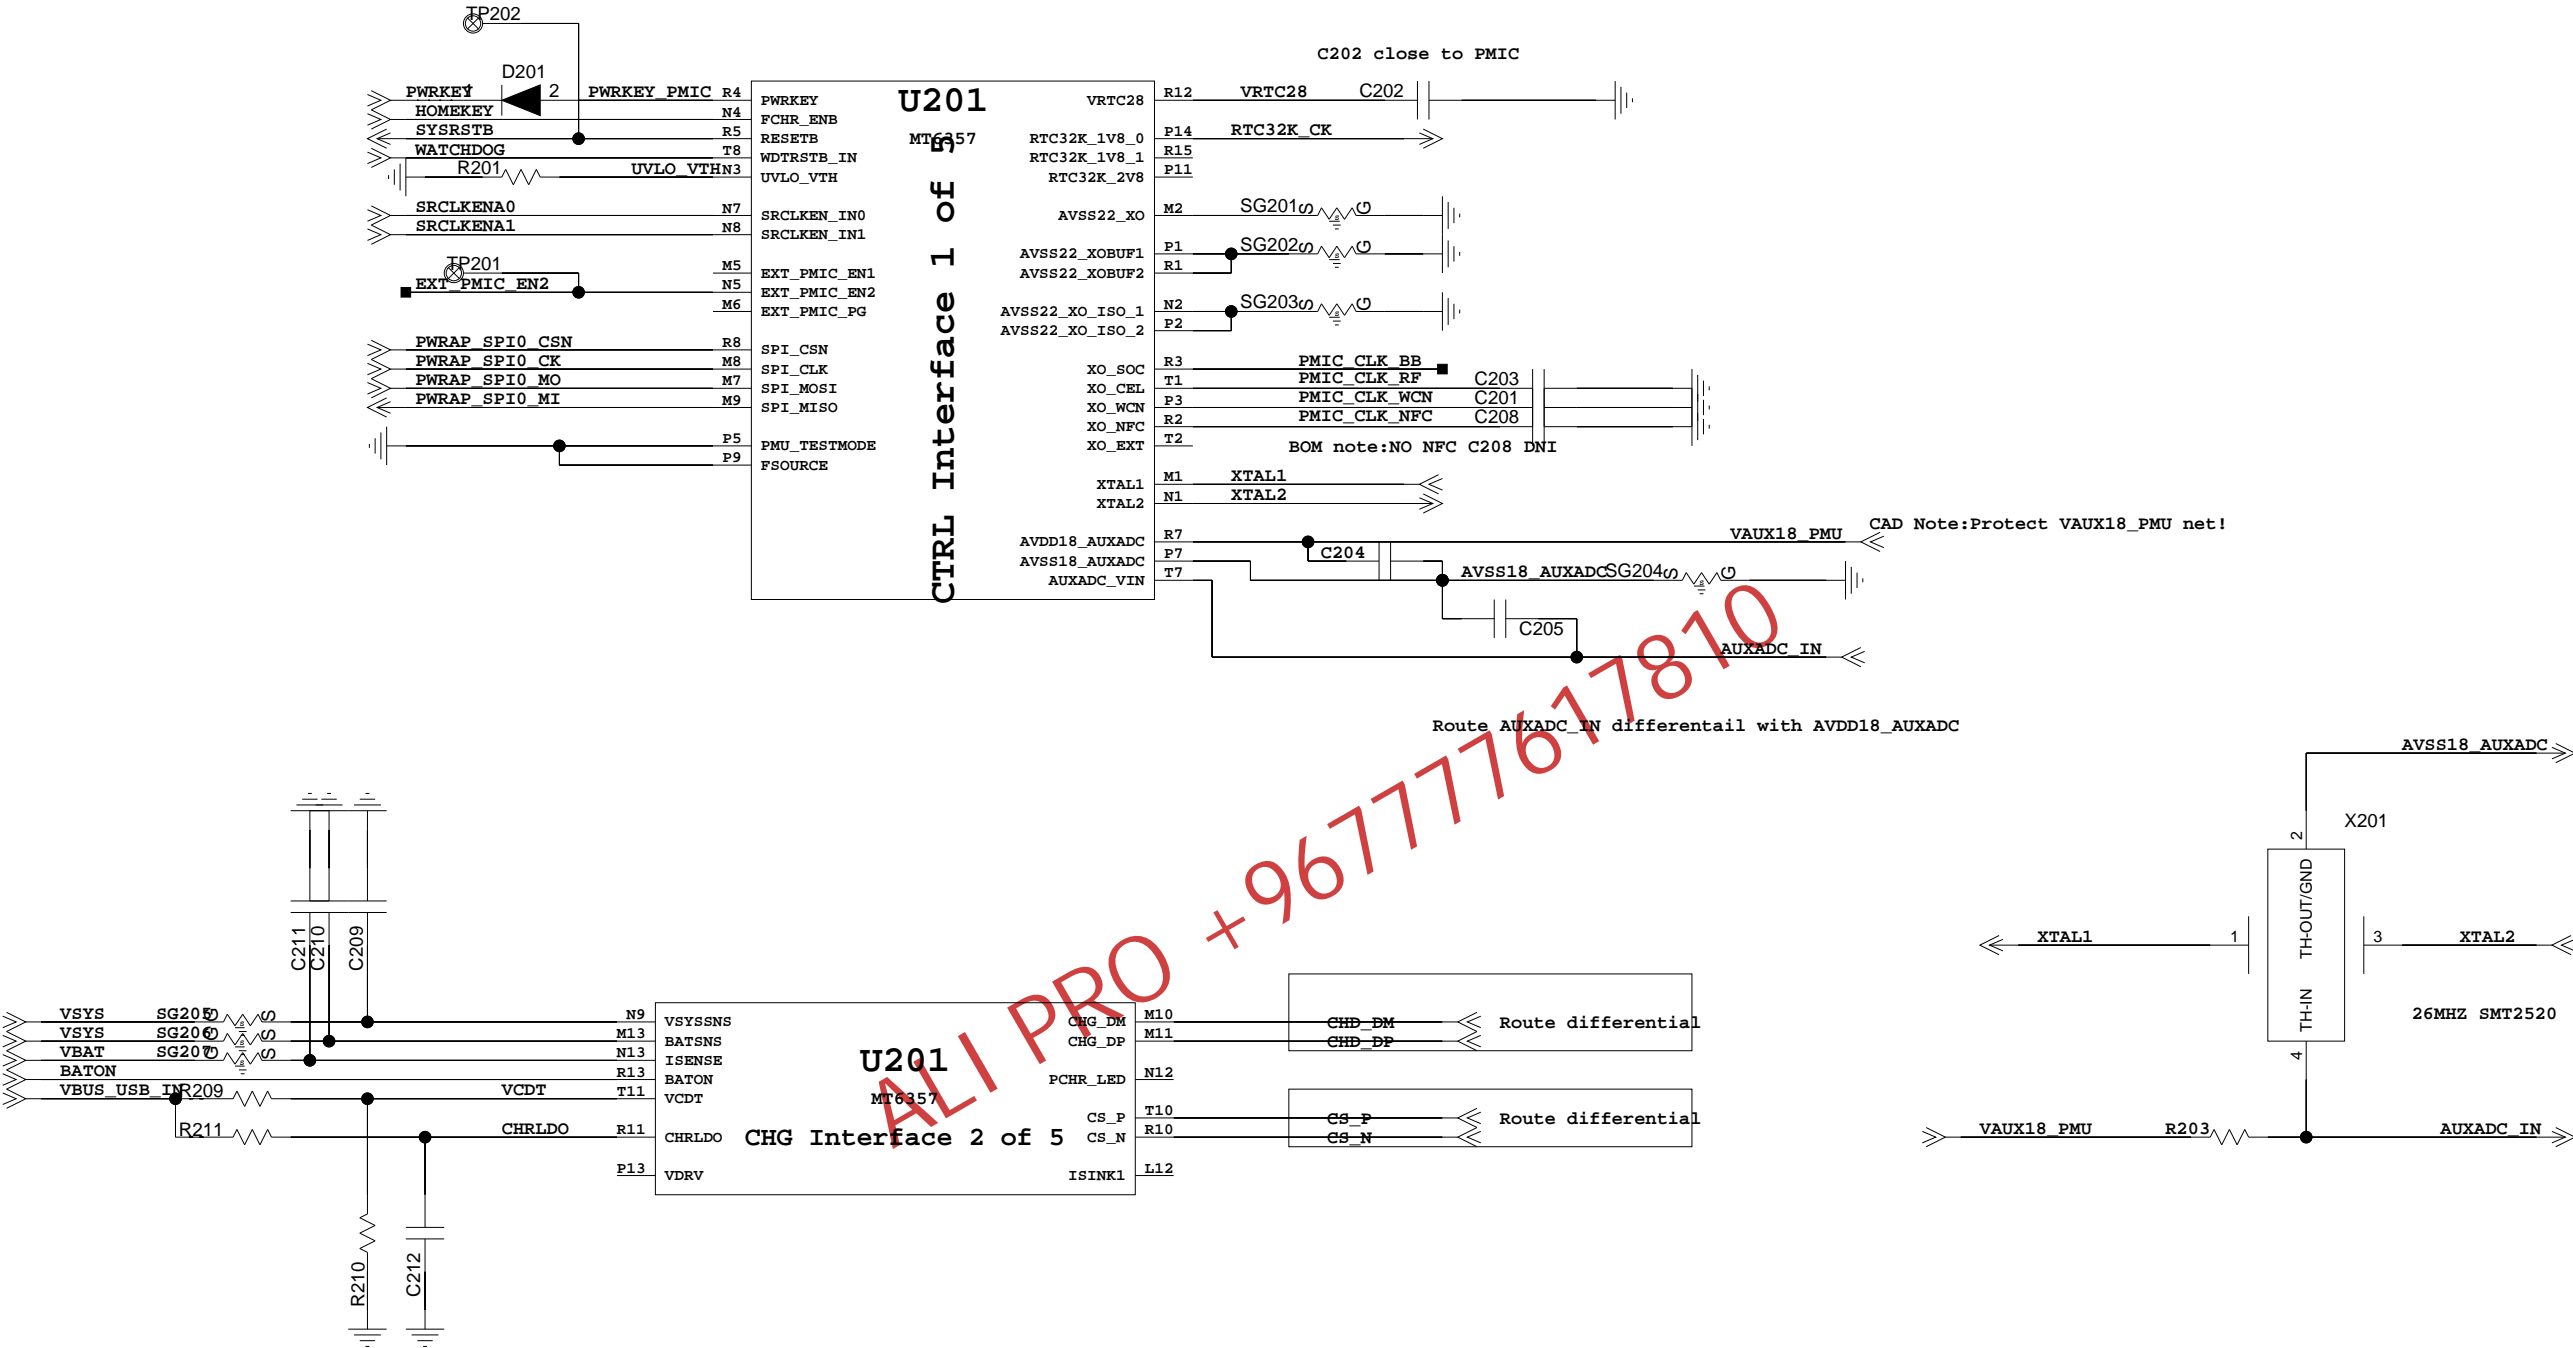 TP202
C202 close to PMIC
D201
PWRKEY 1 2 PWRKEY_PMIC R4 PWRKEY
HOMEKEY N4 FCHR_ENB
SYSRSTB R5 RESETB
WATCHDOG T8 WDTRSTB_IN
R201 UVLO_VTH N3 UVLO_VTH
SRCLKENA0 N7 SRCLKEN_IN0
SRCLKENA1 N8 SRCLKEN_IN1
TP201
M5 EXT_PMIC_EN1
EXT_PMIC_EN2 N5 EXT_PMIC_EN2
M6 EXT_PMIC_PG
PWRAP_SPI0_CSN R8 SPI_CSN
PWRAP_SPI0_CK M8 SPI_CLK
PWRAP_SPI0_MO M7 SPI_MOSI
PWRAP_SPI0_MI M9 SPI_MISO
P5 PMU_TESTMODE
P9 FSOURCE
U201
MT6357
CTRL Interface 1 of 5
VRTC28 R12 VRTC28 C202
RTC32K_1V8_0 P14 RTC32K_CK
RTC32K_1V8_1 R15
RTC32K_2V8 P11
AVSS22_XO M2 SG201 S s G
AVSS22_XOBUF1 P1 SG202 S s G
AVSS22_XOBUF2 R1
AVSS22_XO_ISO_1 N2 SG203 S s G
AVSS22_XO_ISO_2 P2
XO_SOC R3 PMIC_CLK_BB
XO_CEL T1 PMIC_CLK_RF C203
XO_WCN P3 PMIC_CLK_WCN C201
XO_NFC R2 PMIC_CLK_NFC C208
XO_EXT T2
BOM note:NO NFC C208 DNI
XTAL1 M1 XTAL1
XTAL2 N1 XTAL2
AVDD18_AUXADC R7 VAUX18_PMU
CAD Note:Protect VAUX18_PMU net!
AVSS18_AUXADC P7 C204
AUXADC_VIN T7 AVSS18_AUXADC SG204 S s G
C205
AUXADC_IN
Route AUXADC_IN differentail with AVDD18_AUXADC
ALI PRO +967777617810
AVSS18_AUXADC
X201
2
TH-OUT/GND
XTAL1 1
3 XTAL2
TH-IN
4
26MHZ SMT2520
VAUX18_PMU R203 AUXADC_IN
C211
C210
C209
VSYS SG205 G s S N9 VSYSSNS
VSYS SG206 G s S M13 BATSNS
VBAT SG207 G s S N13 ISENSE
BATON R13 BATON
VBUS_USB_IN R209 VCDT T11 VCDT
R211 CHRLDO R11 CHRLDO
P13 VDRV
R210
C212
U201
MT6357
CHG Interface 2 of 5
CHG_DM M10 CHD_DM Route differential
CHG_DP M11 CHD_DP
PCHR_LED N12
CS_P T10 CS_P Route differential
CS_N R10 CS_N
ISINK1 L12